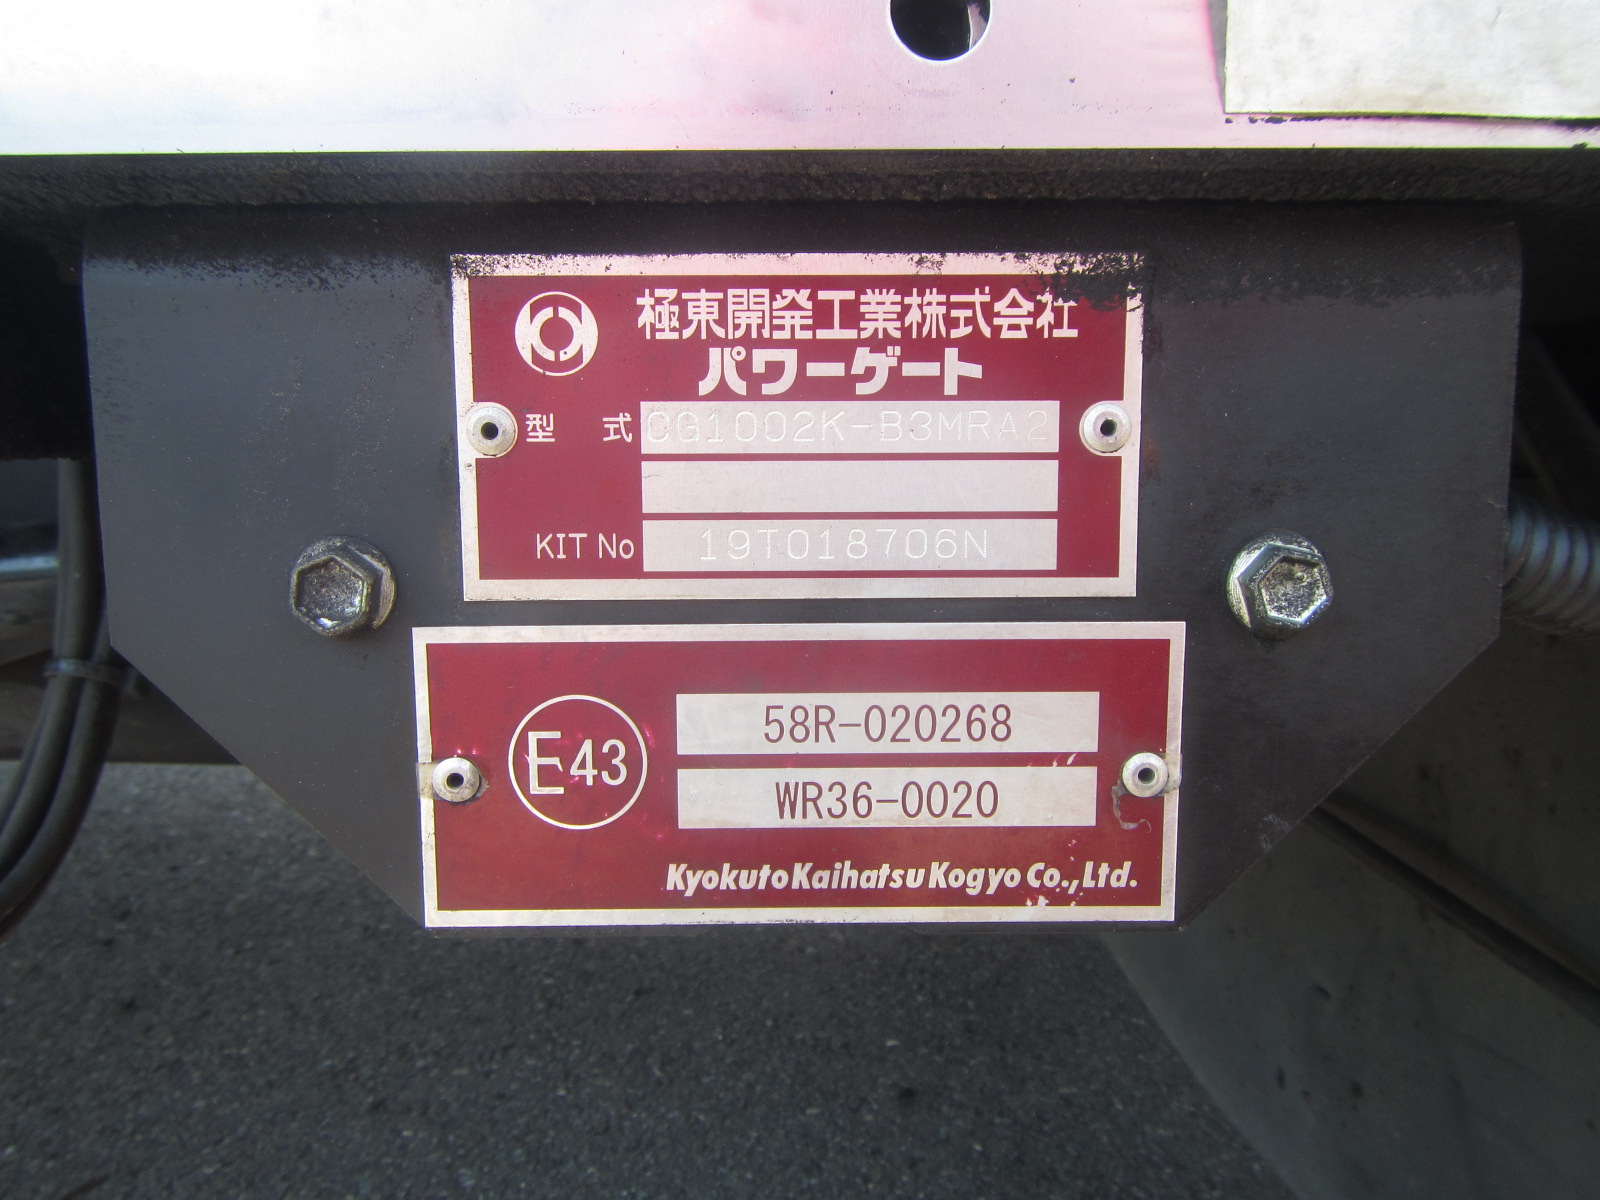 極東開発工業株式会社
パワーゲート
型 式 CG1002K-B3MRA2
KIT No 19T018706N
E43
58R-020268
WR36-0020
Kyokuto Kaihatsu Kogyo Co., Ltd.